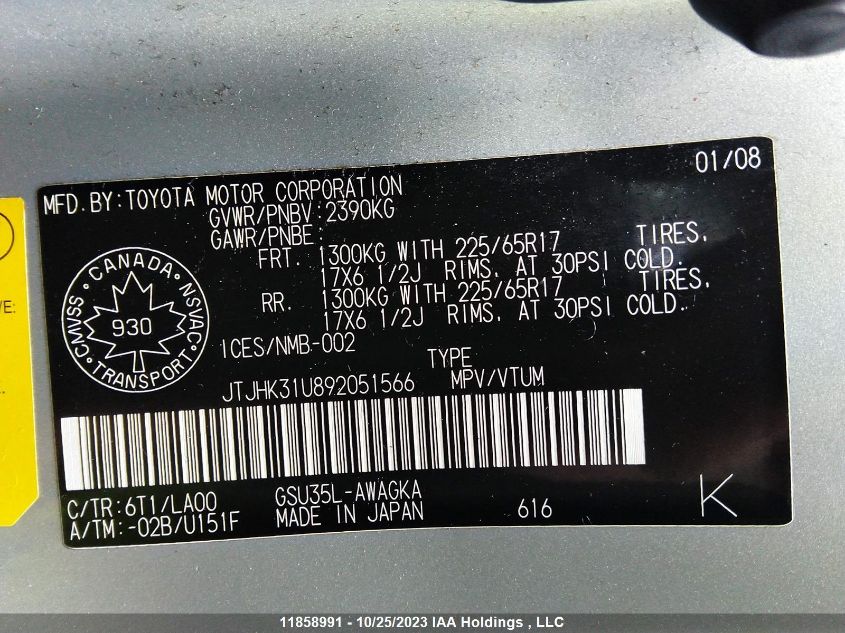 01/08
MFD. BY: TOYOTA MOTOR CORPORATION
GVWR/PNBV: 2390KG
GAWR/PNBE:
FRT. 1300KG WITH 225/65R17 TIRES,
17X6 1/2J RIMS, AT 30PSI COLD.
RR. 1300KG WITH 225/65R17 TIRES,
17X6 1/2J RIMS, AT 30PSI COLD.
CANADA
CMVSS • NSVAC
930
TRANSPORT
ICES/NMB-002
TYPE
JTJHK31U892051566 MPV/VTUM
C/TR: 6T1/LA00 GSU35L-AWAGKA
A/TM: -02B/U151F MADE IN JAPAN 616 K
11858991 - 10/25/2023 IAA Holdings , LLC